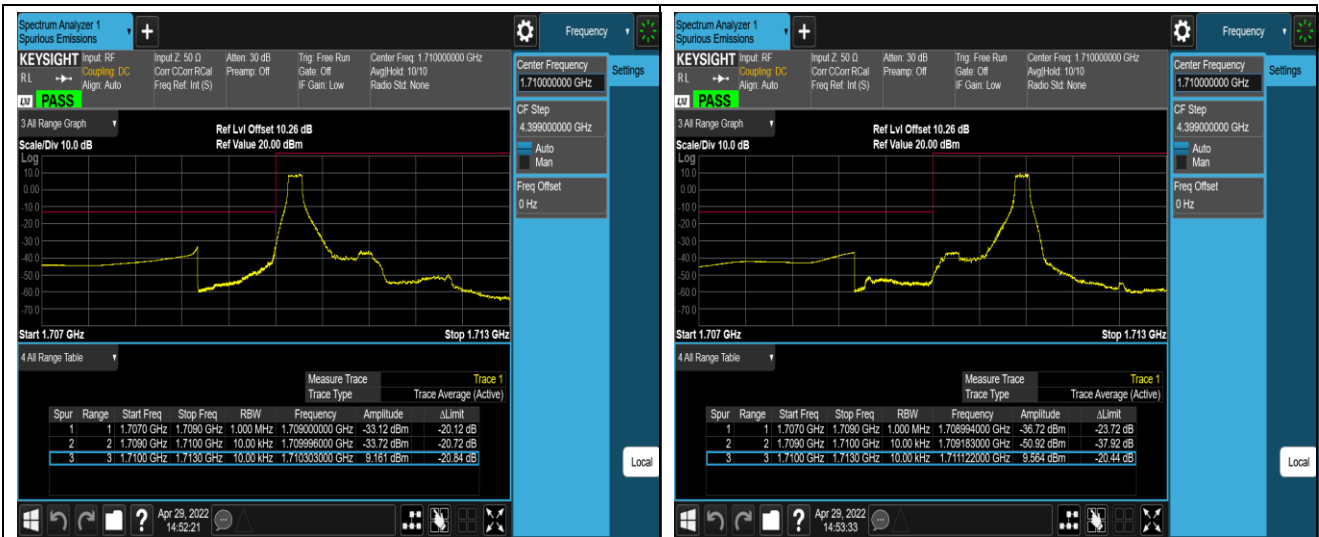 Spectrum Analyzer 1
Spurious Emissions
+
Frequency
KEYSIGHT
Input: RF
Coupling: DC
Align: Auto
Input Z: 50 Ω
Corr CCorr RCal
Freq Ref: Int (S)
Atten: 30 dB
Preamp: Off
Trig: Free Run
Gate: Off
IF Gain: Low
Center Freq: 1.710000000 GHz
Avg|Hold: 10/10
Radio Std: None
RL
LXI PASS
Center Frequency
1.710000000 GHz
Settings
CF Step
4.399000000 GHz
Auto
Man
Freq Offset
0 Hz
3 All Range Graph
Ref Lvl Offset 10.26 dB
Scale/Div 10.0 dB
Ref Value 20.00 dBm
Log
10.0
0.00
-10.0
-20.0
-30.0
-40.0
-50.0
-60.0
-70.0
Start 1.707 GHz
Stop 1.713 GHz
4 All Range Table
Measure Trace Trace 1
Trace Type Trace Average (Active)
Spur Range Start Freq Stop Freq RBW Frequency Amplitude ΔLimit
1 1 1.7070 GHz 1.7090 GHz 1.000 MHz 1.709000000 GHz -33.12 dBm -20.12 dB
2 2 1.7090 GHz 1.7100 GHz 10.00 kHz 1.709996000 GHz -33.72 dBm -20.72 dB
3 3 1.7100 GHz 1.7130 GHz 10.00 kHz 1.710303000 GHz 9.161 dBm -20.84 dB
Local
?
Apr 29, 2022
14:52:21
Spectrum Analyzer 1
Spurious Emissions
+
Frequency
KEYSIGHT
Input: RF
Coupling: DC
Align: Auto
Input Z: 50 Ω
Corr CCorr RCal
Freq Ref: Int (S)
Atten: 30 dB
Preamp: Off
Trig: Free Run
Gate: Off
IF Gain: Low
Center Freq: 1.710000000 GHz
Avg|Hold: 10/10
Radio Std: None
RL
LXI PASS
Center Frequency
1.710000000 GHz
Settings
CF Step
4.399000000 GHz
Auto
Man
Freq Offset
0 Hz
3 All Range Graph
Ref Lvl Offset 10.26 dB
Scale/Div 10.0 dB
Ref Value 20.00 dBm
Log
10.0
0.00
-10.0
-20.0
-30.0
-40.0
-50.0
-60.0
-70.0
Start 1.707 GHz
Stop 1.713 GHz
4 All Range Table
Measure Trace Trace 1
Trace Type Trace Average (Active)
Spur Range Start Freq Stop Freq RBW Frequency Amplitude ΔLimit
1 1 1.7070 GHz 1.7090 GHz 1.000 MHz 1.708994000 GHz -36.72 dBm -23.72 dB
2 2 1.7090 GHz 1.7100 GHz 10.00 kHz 1.709183000 GHz -50.92 dBm -37.92 dB
3 3 1.7100 GHz 1.7130 GHz 10.00 kHz 1.711122000 GHz 9.564 dBm -20.44 dB
Local
?
Apr 29, 2022
14:53:33